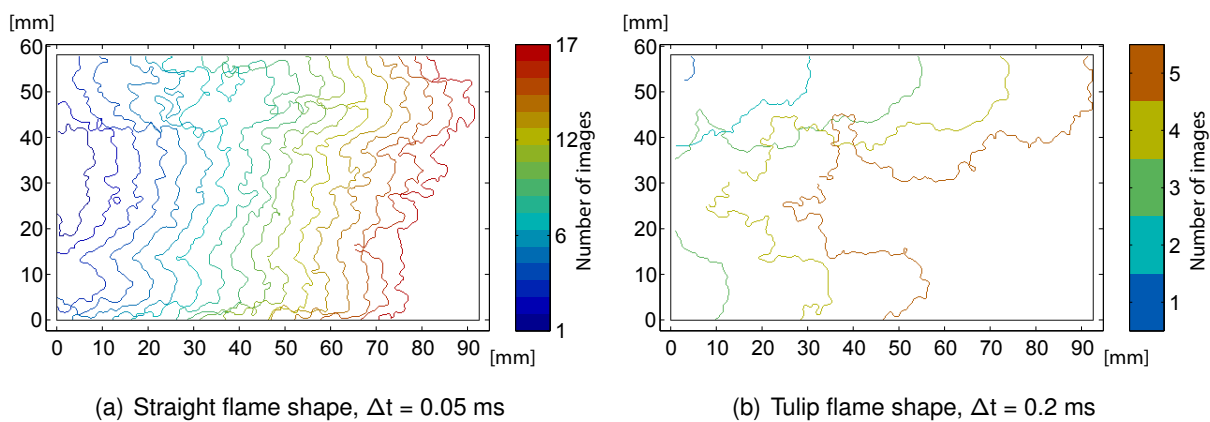 [mm]
60
50
40
30
20
10
0
0 10 20 30 40 50 60 70 80 90
[mm]
17
12
6
1
Number of images
(a) Straight flame shape, Δt = 0.05 ms
[mm]
60
50
40
30
20
10
0
0 10 20 30 40 50 60 70 80 90
[mm]
5
4
3
2
1
Number of images
(b) Tulip flame shape, Δt = 0.2 ms